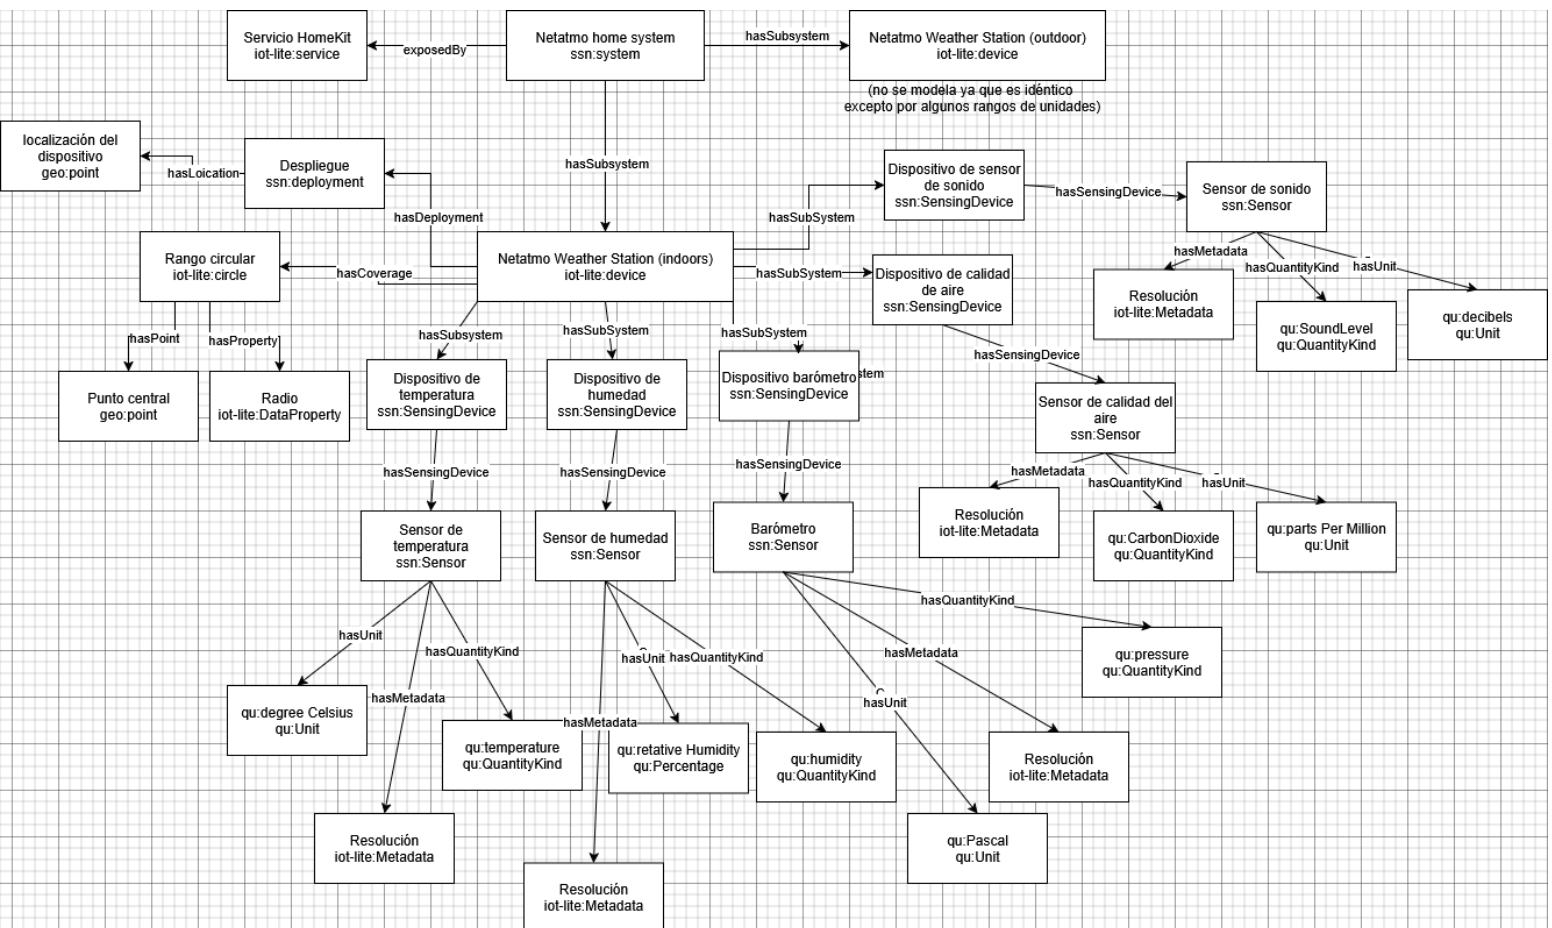 Servicio HomeKit
iot-lite:service
exposedBy
Netatmo home system
ssn:system
hasSubsystem
Netatmo Weather Station (outdoor)
iot-lite:device
(no se modela ya que es idéntico
excepto por algunos rangos de unidades)
localización del
dispositivo
geo:point
hasLoication
Despliegue
ssn:deployment
hasSubsystem
hasDeployment
Dispositivo de sensor
de sonido
ssn:SensingDevice
hasSensingDevice
Sensor de sonido
ssn:Sensor
hasSubSystem
Rango circular
iot-lite:circle
hasCoverage
Netatmo Weather Station (indoors)
iot-lite:device
hasSubSystem
Dispositivo de calidad
de aire
ssn:SensingDevice
hasMetadata
hasQuantityKind
hasUnit
Resolución
iot-lite:Metadata
qu:SoundLevel
qu:QuantityKind
qu:decibels
qu:Unit
hasPoint
hasProperty
hasSubsystem
hasSubSystem
hasSubSystem
hasSensingDevice
Punto central
geo:point
Radio
iot-lite:DataProperty
Dispositivo de
temperatura
ssn:SensingDevice
Dispositivo de
humedad
ssn:SensingDevice
Dispositivo barómetro
ssn:SensingDevice
stem
Sensor de calidad del
aire
ssn:Sensor
hasSensingDevice
hasSensingDevice
hasSensingDevice
hasMetadata
hasQuantityKind
hasUnit
Sensor de
temperatura
ssn:Sensor
Sensor de humedad
ssn:Sensor
Barómetro
ssn:Sensor
Resolución
iot-lite:Metadata
qu:CarbonDioxide
qu:QuantityKind
qu:parts Per Million
qu:Unit
hasQuantityKind
hasUnit
hasQuantityKind
hasMetadata
hasUnit
hasQuantityKind
hasMetadata
hasMetadata
hasUnit
qu:pressure
qu:QuantityKind
qu:degree Celsius
qu:Unit
qu:temperature
qu:QuantityKind
qu:retative Humidity
qu:Percentage
qu:humidity
qu:QuantityKind
Resolución
iot-lite:Metadata
hasMetadata
Resolución
iot-lite:Metadata
qu:Pascal
qu:Unit
Resolución
iot-lite:Metadata